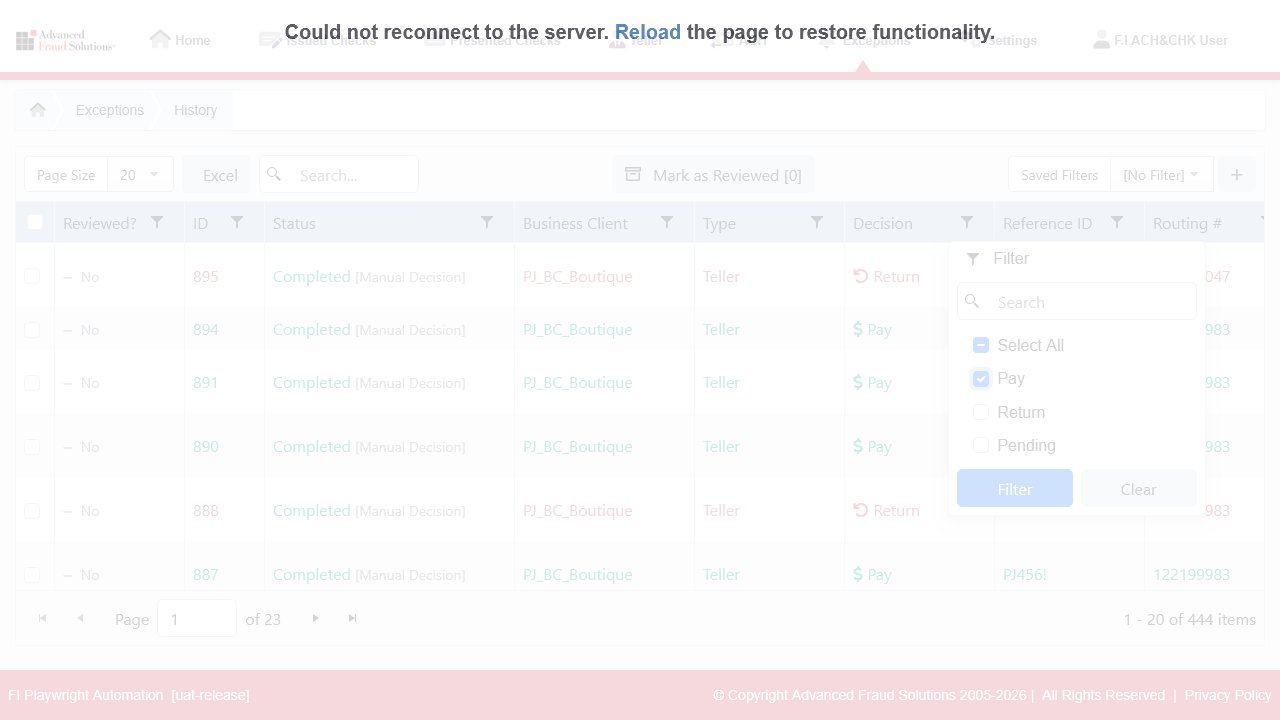 Could not reconnect to the server. Reload the page to restore functionality.
Advanced Fraud Solutions
Home
Issued Checks
Presented Checks
Teller
ACH
Exceptions
Settings
F.I ACH&CHK User
Exceptions
History
Page Size
20
Excel
Search...
Mark as Reviewed [0]
Saved Filters
[No Filter]
Reviewed?
ID
Status
Business Client
Type
Decision
Reference ID
Routing #
No 895 Completed [Manual Decision] PJ_BC_Boutique Teller Return 047
No 894 Completed [Manual Decision] PJ_BC_Boutique Teller $ Pay 983
No 891 Completed [Manual Decision] PJ_BC_Boutique Teller $ Pay 983
No 890 Completed [Manual Decision] PJ_BC_Boutique Teller $ Pay 983
No 888 Completed [Manual Decision] PJ_BC_Boutique Teller Return 983
No 887 Completed [Manual Decision] PJ_BC_Boutique Teller $ Pay PJ456! 122199983
Filter
Search
Select All
Pay
Return
Pending
Filter
Clear
Page 1 of 23
1 - 20 of 444 items
FI Playwright Automation [uat-release]
© Copyright Advanced Fraud Solutions 2005-2026 | All Rights Reserved | Privacy Policy